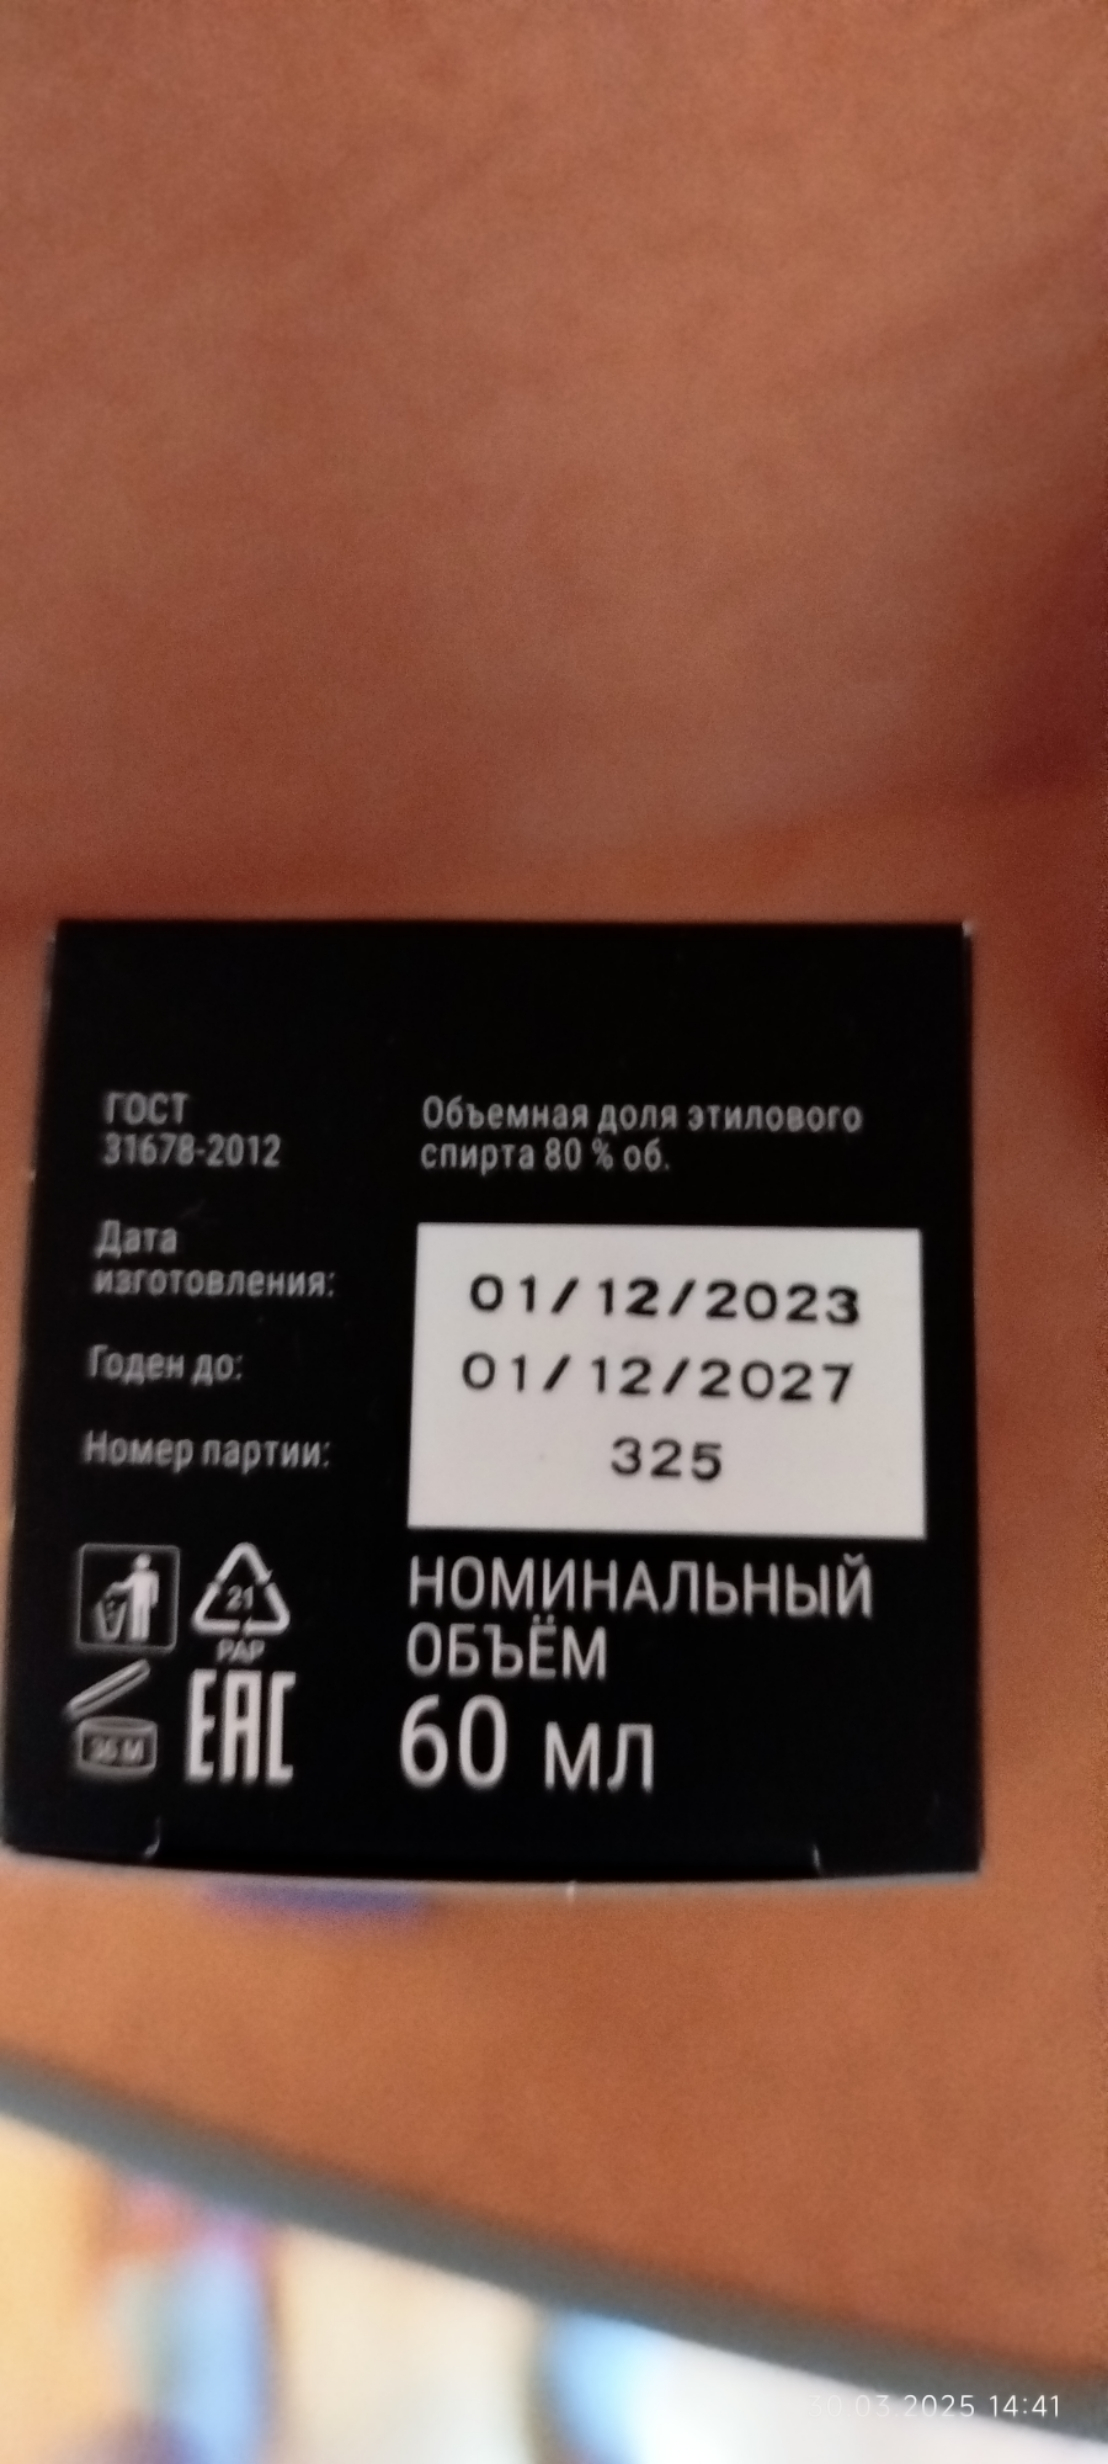 ГОСТ
31678-2012
Объемная доля этилового
спирта 80 % об.
Дата
изготовления:
01/12/2023
Годен до:
01/12/2027
Номер партии:
325
21
PAP
36 M
EAC
НОМИНАЛЬНЫЙ
ОБЪЁМ
60 мл
30.03.2025 14:41